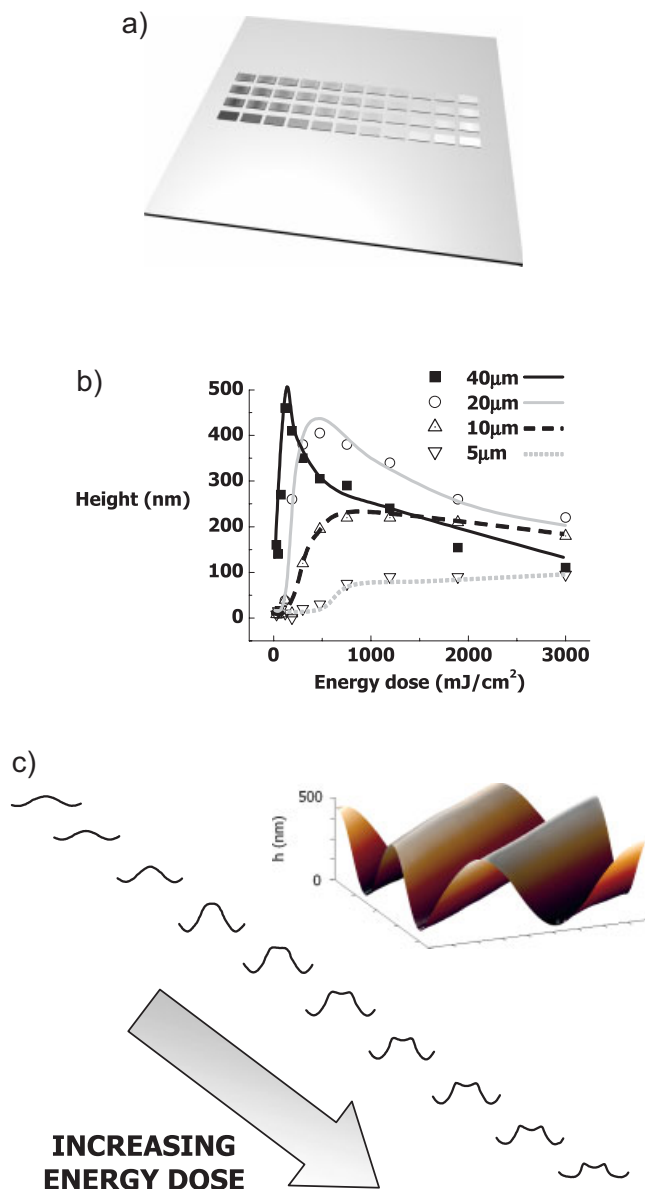 a)
b)
500
400
300
200
100
0
Height (nm)
40μm
20μm
10μm
5μm
0 1000 2000 3000
Energy dose (mJ/cm²)
c)
500
h (nm)
0
INCREASING
ENERGY DOSE